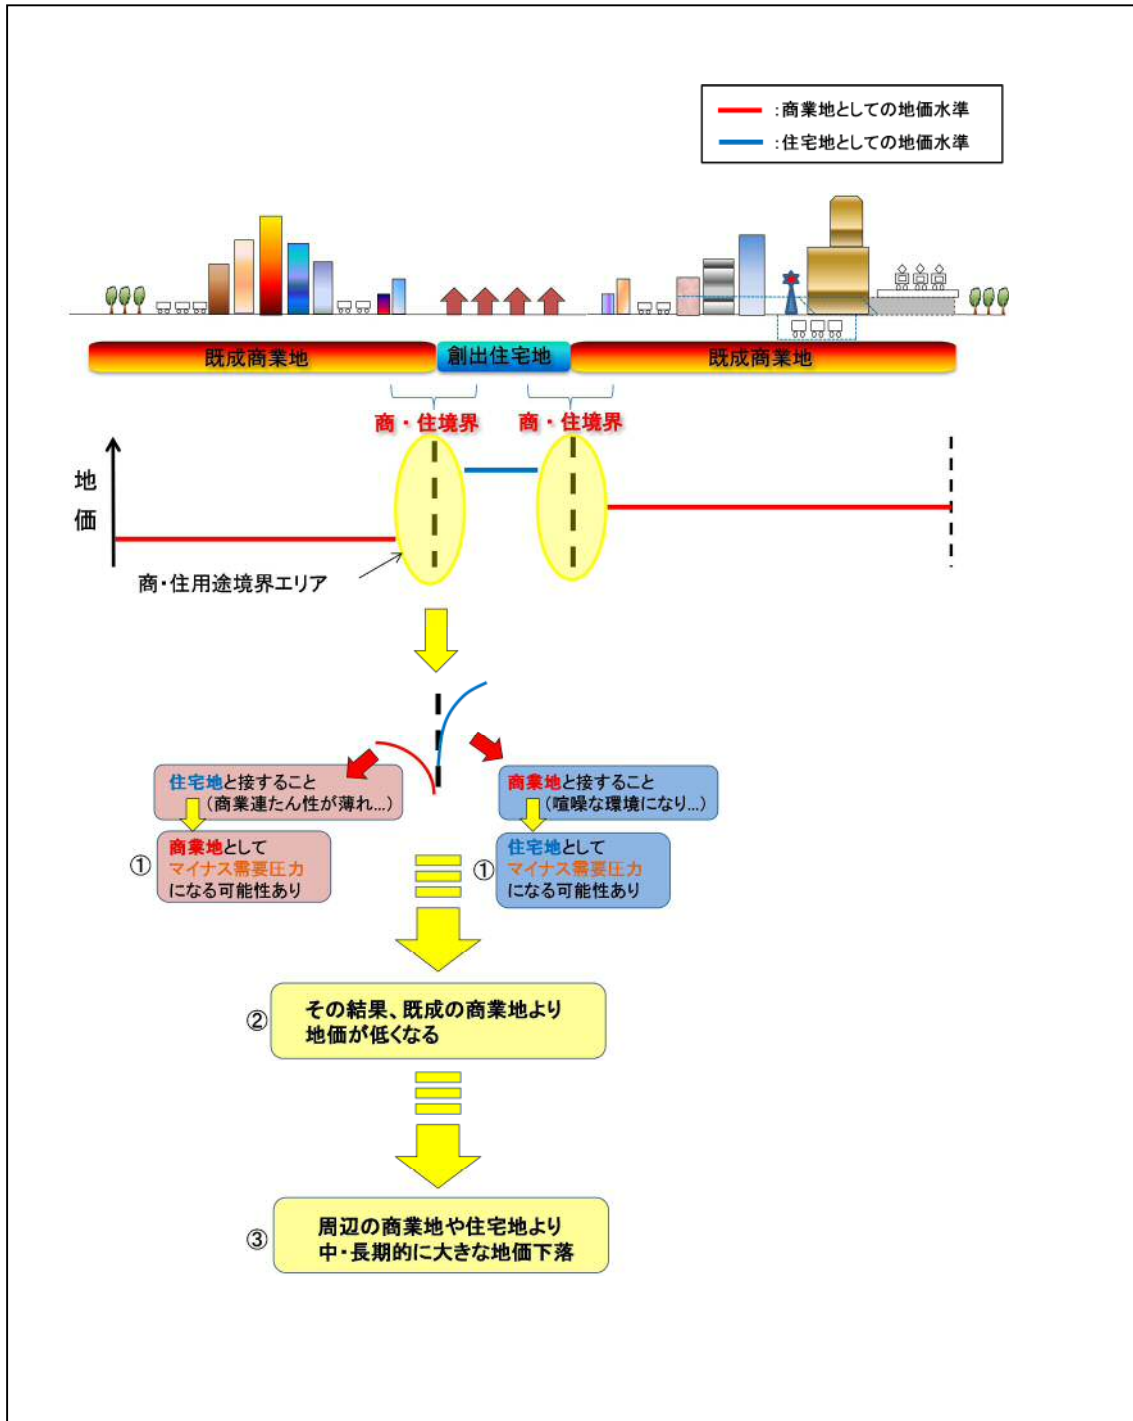 :商業地としての地価水準
:住宅地としての地価水準
既成商業地
創出住宅地
既成商業地
商・住境界
商・住境界
地
価
商・住用途境界エリア
住宅地と接すること
(商業連たん性が薄れ...)
商業地と接すること
(喧噪な環境になり...)
①
商業地として
マイナス需要圧力
になる可能性あり
①
住宅地として
マイナス需要圧力
になる可能性あり
②
その結果、既成の商業地より
地価が低くなる
③
周辺の商業地や住宅地より
中・長期的に大きな地価下落